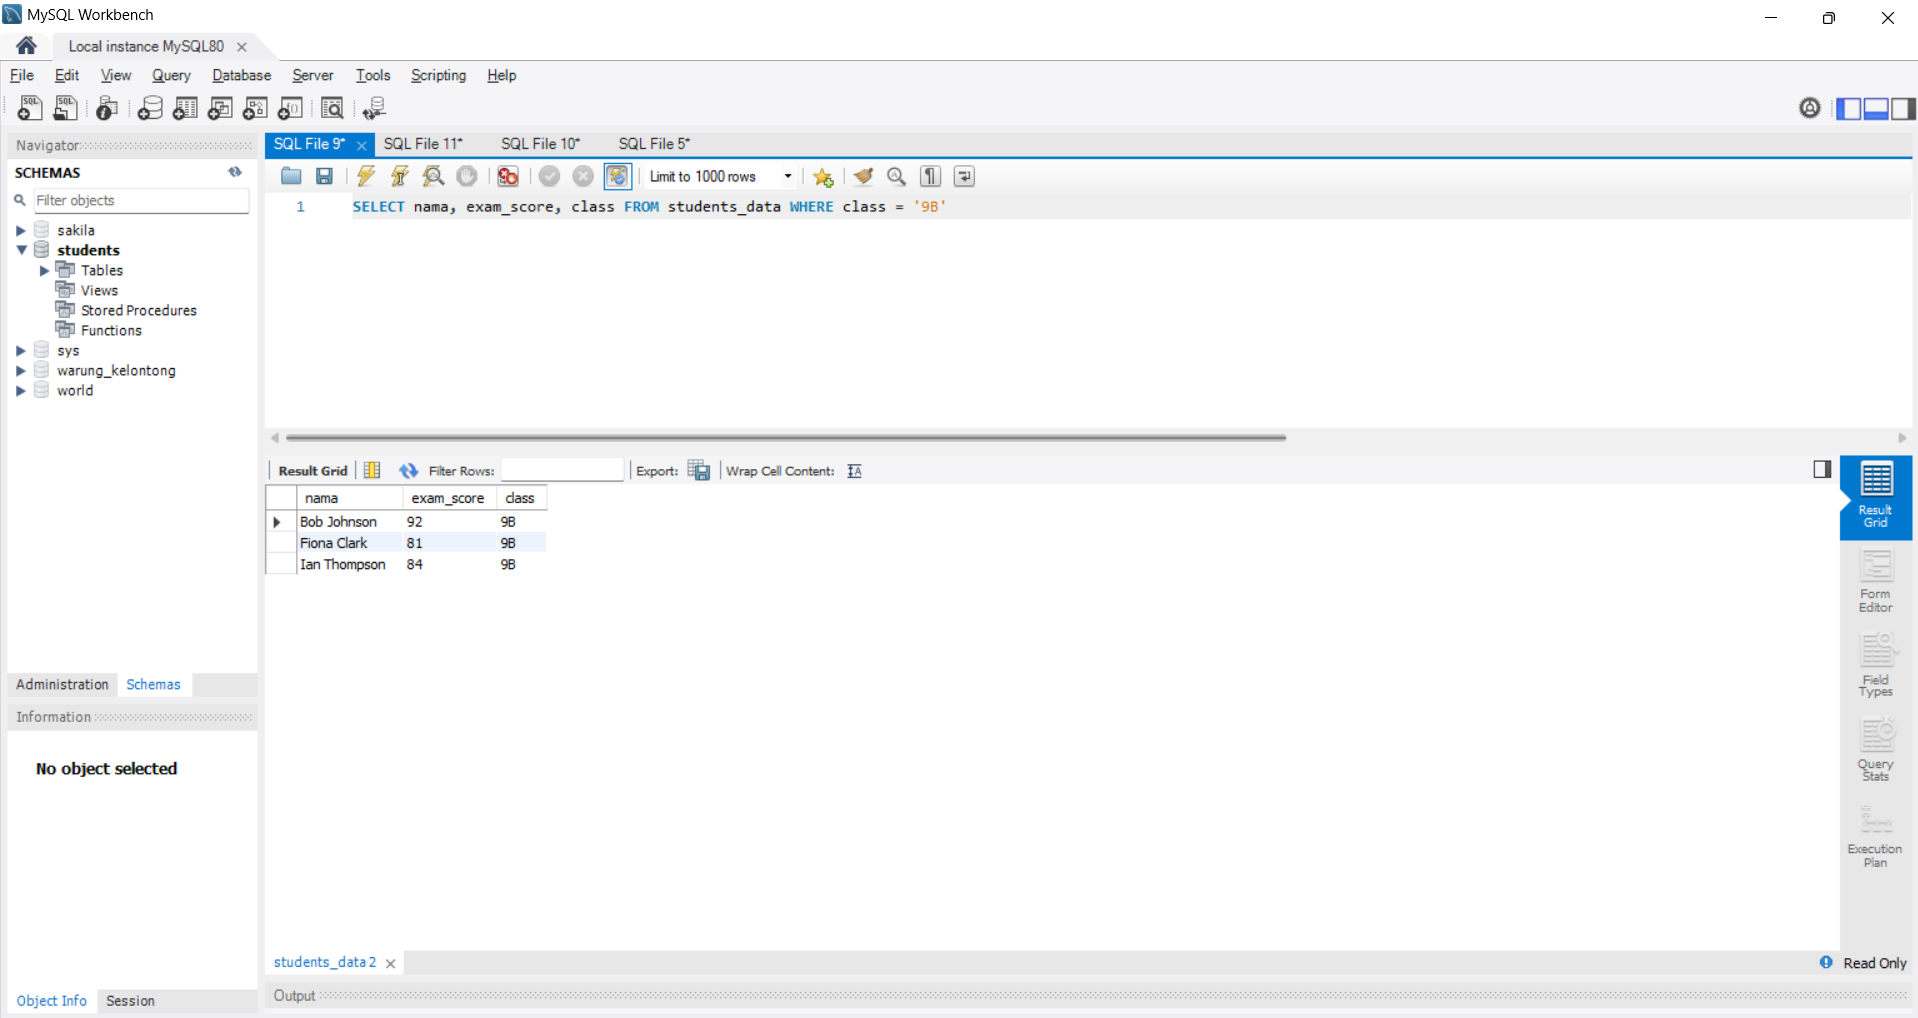 MySQL Workbench
Local instance MySQL80
File Edit View Query Database Server Tools Scripting Help
Navigator
SCHEMAS
Filter objects
sakila
students
Tables
Views
Stored Procedures
Functions
sys
warung_kelontong
world
Administration Schemas
Information
No object selected
Object Info Session
SQL File 9* SQL File 11* SQL File 10* SQL File 5*
Limit to 1000 rows
1 SELECT nama, exam_score, class FROM students_data WHERE class = '9B'
Result Grid Filter Rows: Export: Wrap Cell Content:
nama exam_score class
Bob Johnson 92 9B
Fiona Clark 81 9B
Ian Thompson 84 9B
Result
Grid
Form
Editor
Field
Types
Query
Stats
Execution
Plan
students_data 2 Read Only
Output